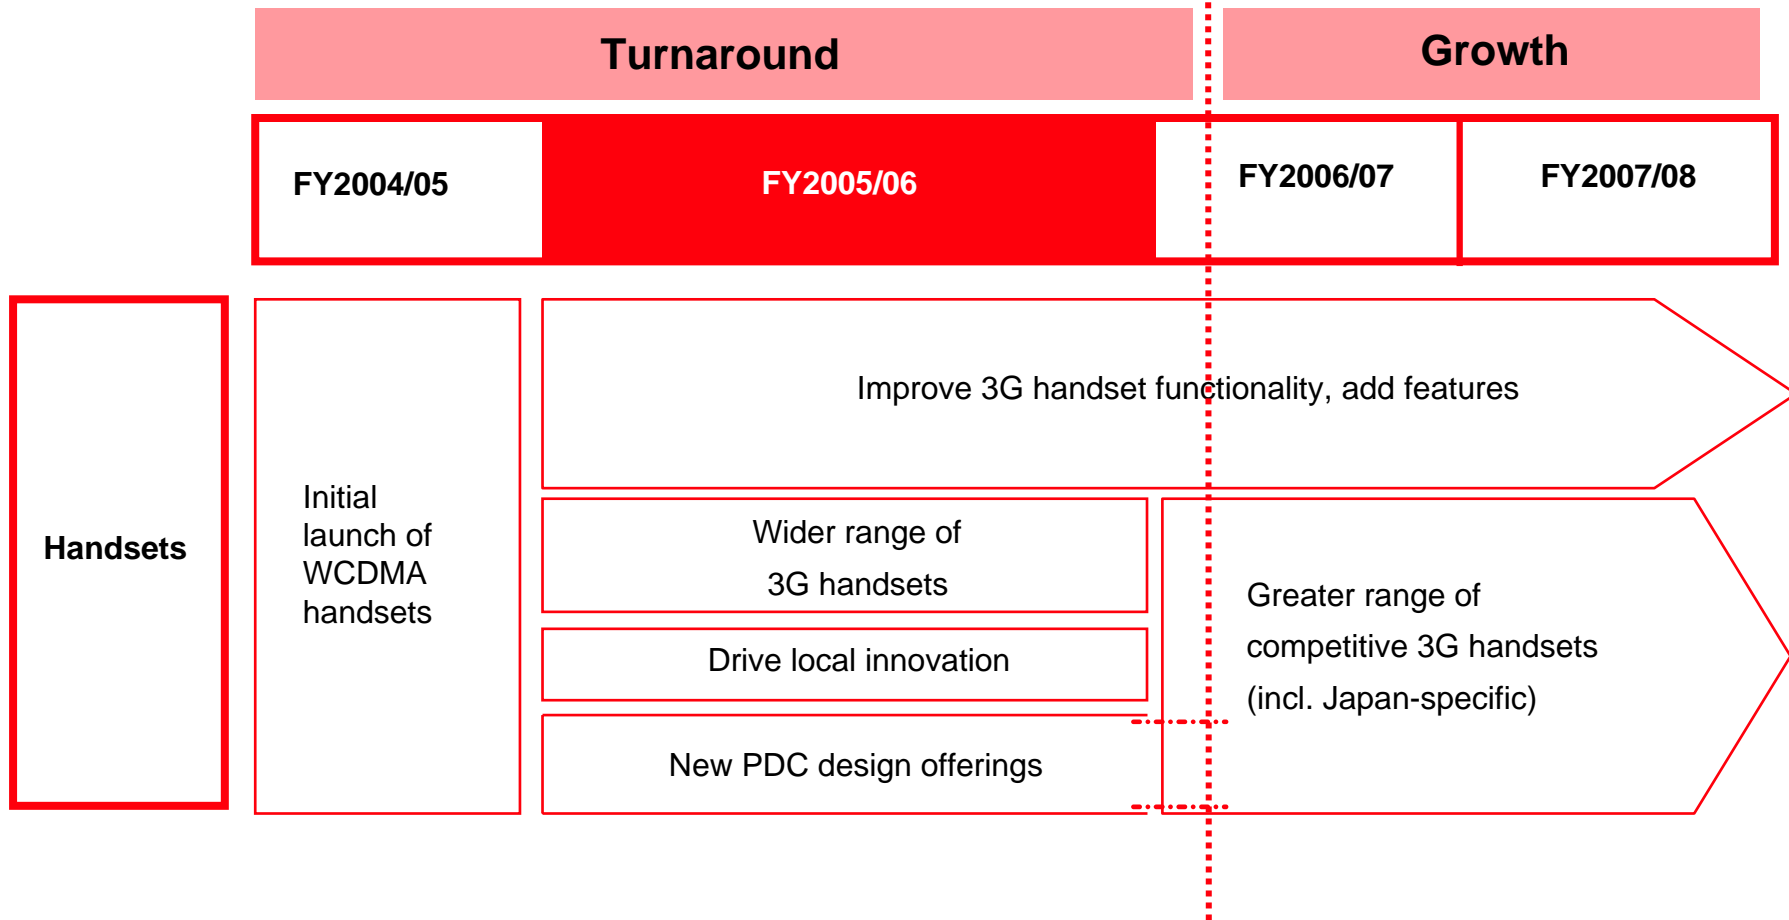 Turnaround
Growth
FY2004/05
FY2005/06
FY2006/07
FY2007/08
Handsets
Initial
launch of
WCDMA
handsets
Improve 3G handset functionality, add features
Wider range of
3G handsets
Drive local innovation
New PDC design offerings
Greater range of
competitive 3G handsets
(incl. Japan-specific)